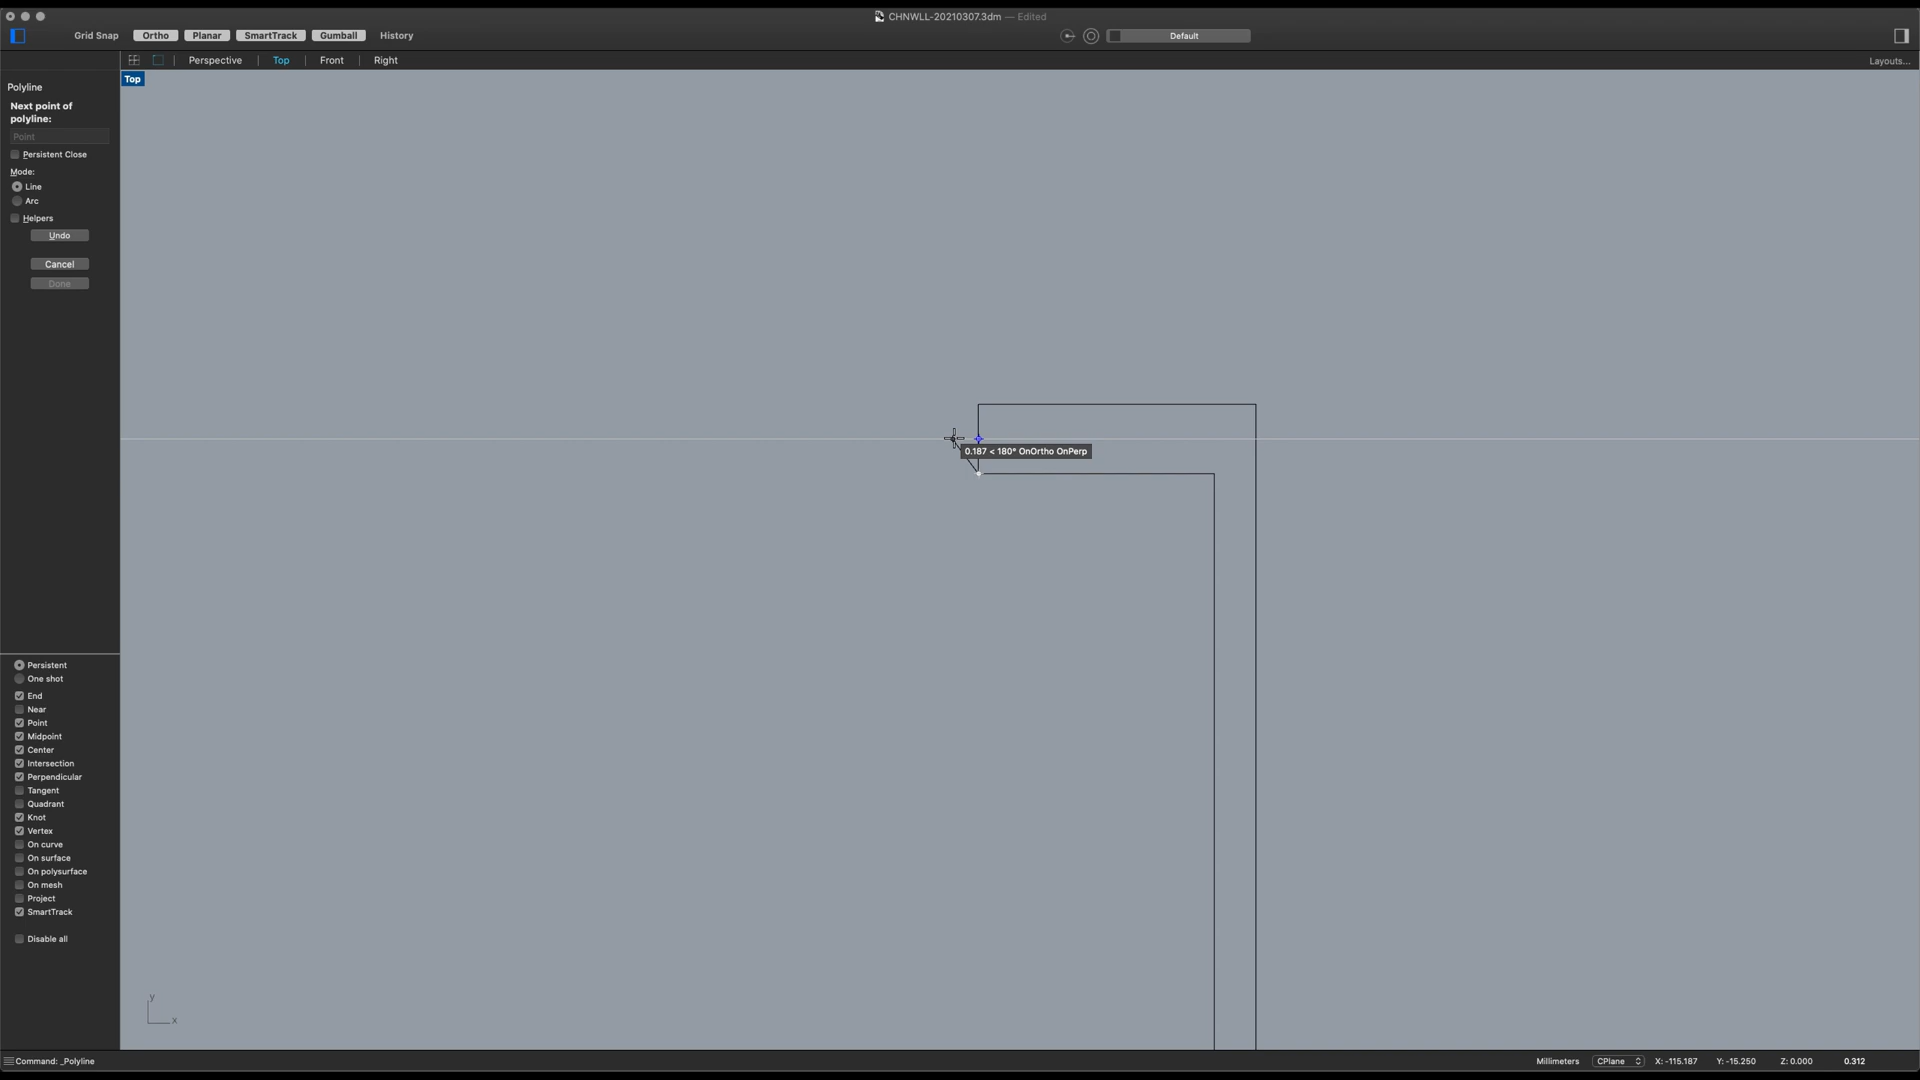 CHNWLL-20210307.3dm — Edited
Grid Snap Ortho Planar SmartTrack Gumball History Default
Perspective Top Front Right Layouts...
Top
Polyline
Next point of
polyline:
Point
Persistent Close
Mode:
Line
Arc
Helpers
Undo
Cancel
Done
0.187 < 180° OnOrtho OnPerp
Persistent
One shot
End
Near
Point
Midpoint
Center
Intersection
Perpendicular
Tangent
Quadrant
Knot
Vertex
On curve
On surface
On polysurface
On mesh
Project
SmartTrack
Disable all
y
x
Command: _Polyline Millimeters CPlane X: -115.187 Y: -15.250 Z: 0.000 0.312